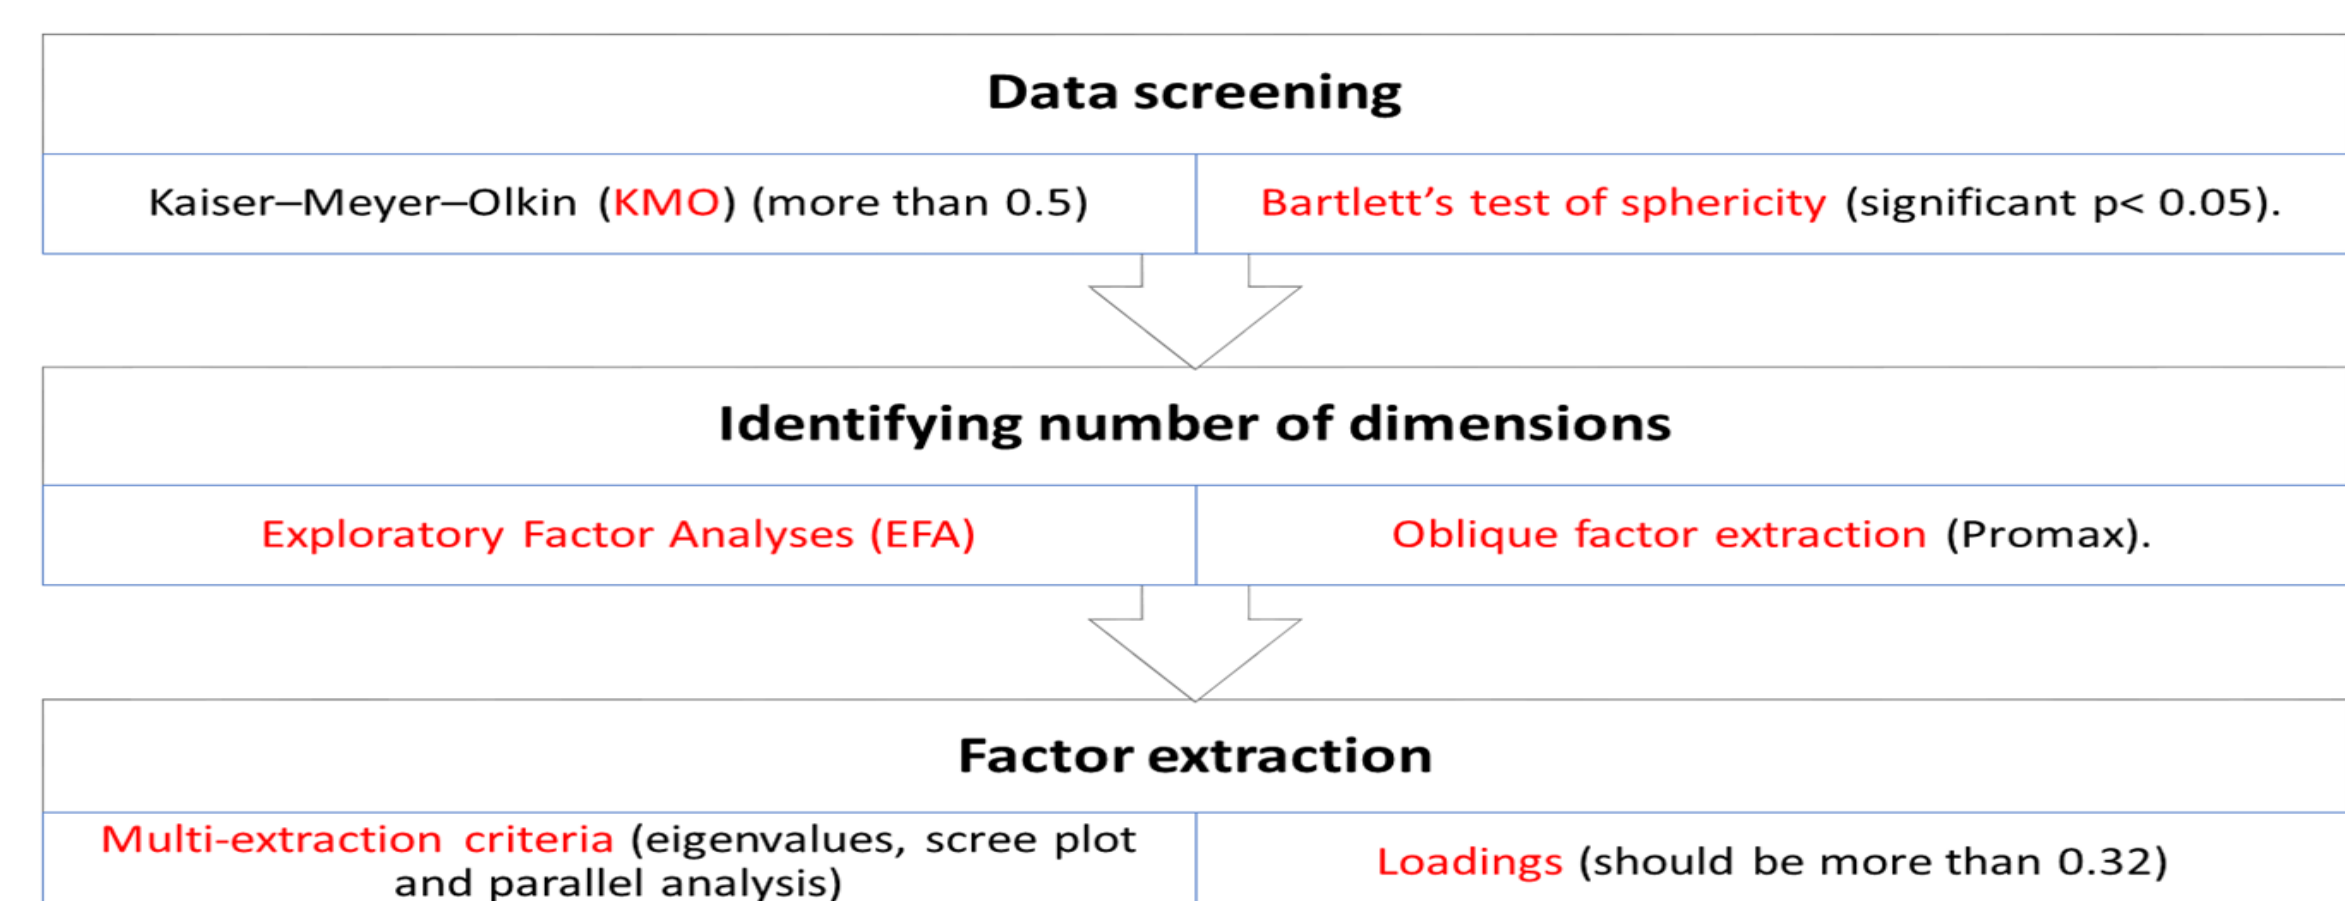 Data screening
Kaiser–Meyer–Olkin (KMO) (more than 0.5)
Bartlett’s test of sphericity (significant p< 0.05).
Identifying number of dimensions
Exploratory Factor Analyses (EFA)
Oblique factor extraction (Promax).
Factor extraction
Multi-extraction criteria (eigenvalues, scree plot
and parallel analysis)
Loadings (should be more than 0.32)